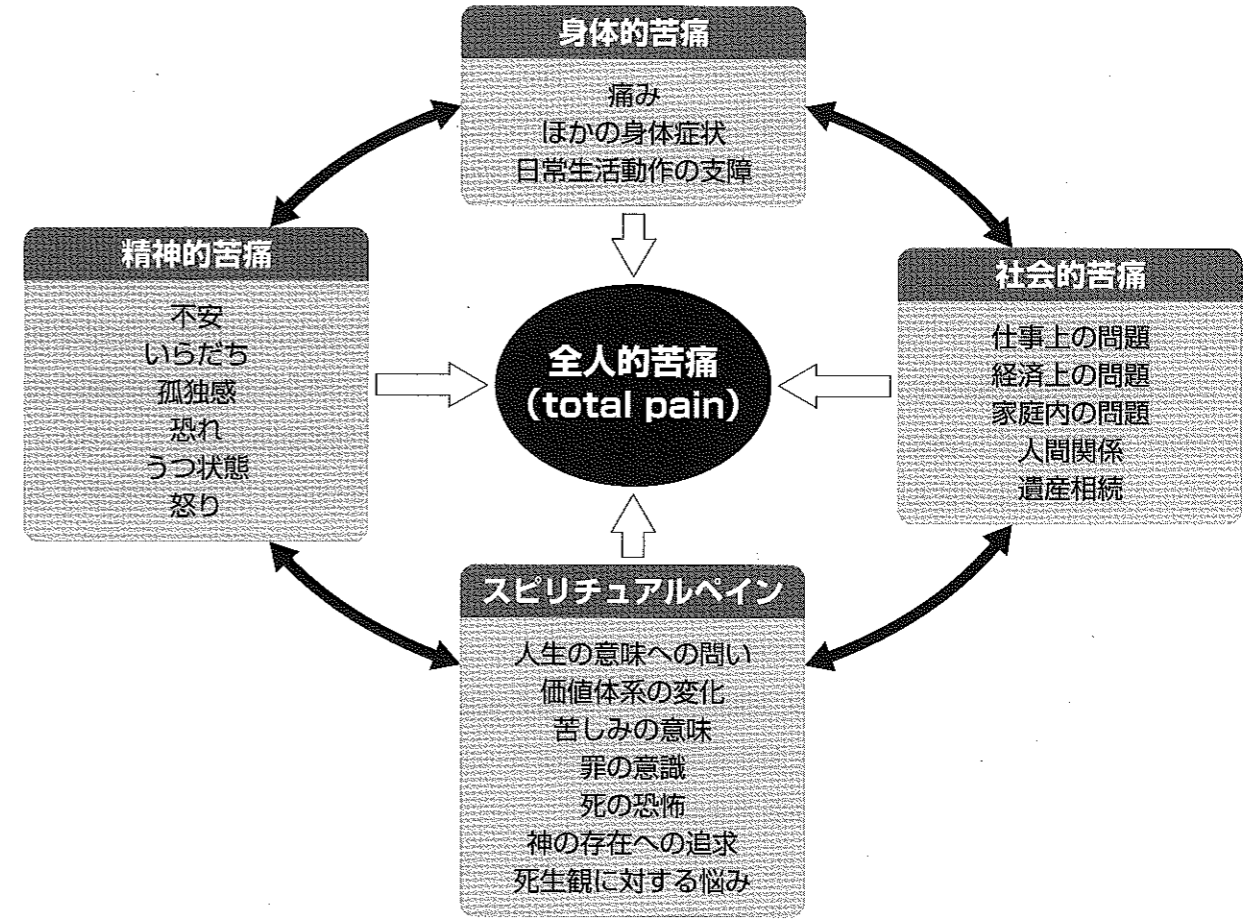 身体的苦痛
痛み
ほかの身体症状
日常生活動作の支障
精神的苦痛
不安
いらだち
孤独感
恐れ
うつ状態
怒り
全人的苦痛
(total pain)
社会的苦痛
仕事上の問題
経済上の問題
家庭内の問題
人間関係
遺産相続
スピリチュアルペイン
人生の意味への問い
価値体系の変化
苦しみの意味
罪の意識
死の恐怖
神の存在への追求
死生観に対する悩み